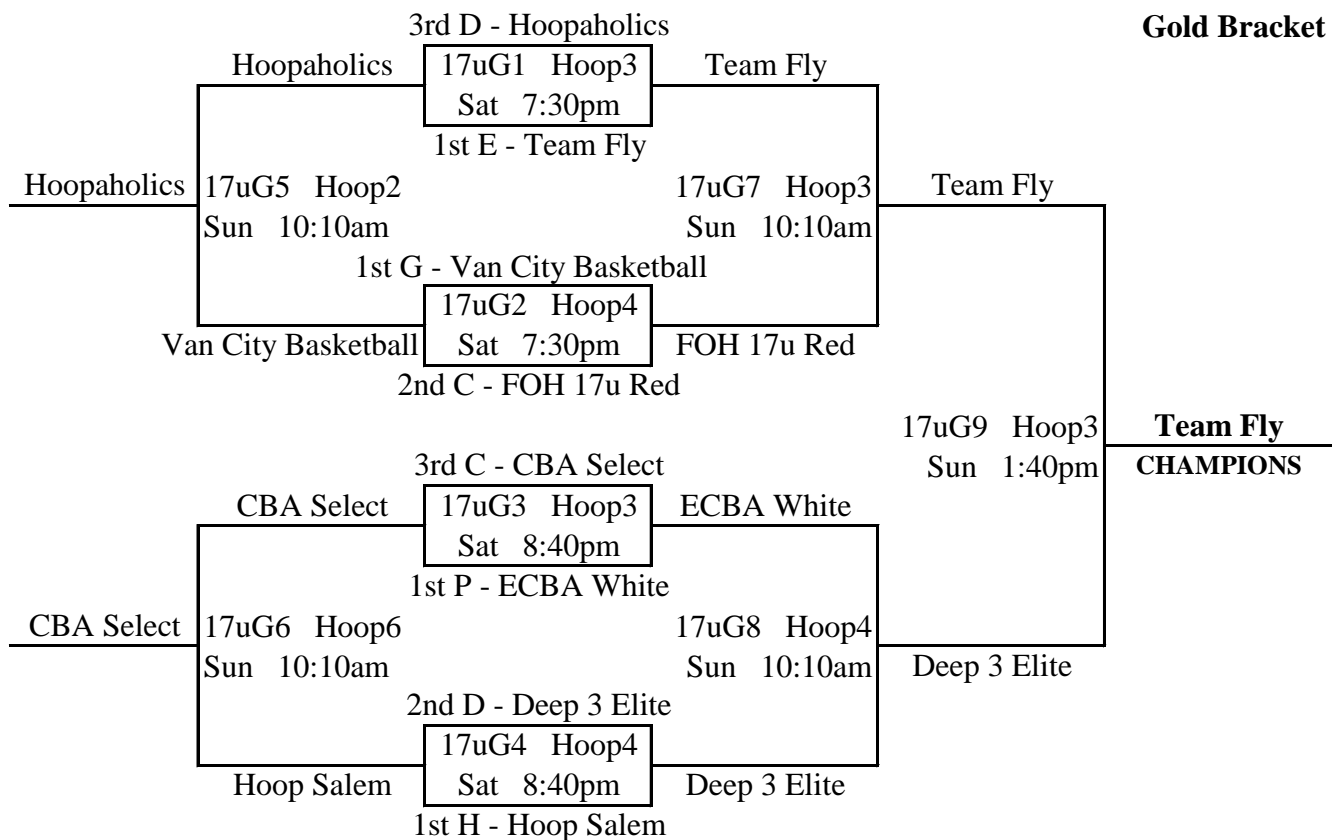 3rd D - Hoopaholics
Gold Bracket
Hoopaholics
17uG1 Hoop3
Team Fly
Sat 7:30pm
1st E - Team Fly
Hoopaholics
17uG5 Hoop2
17uG7 Hoop3
Team Fly
Sun 10:10am
Sun 10:10am
1st G - Van City Basketball
17uG2 Hoop4
Van City Basketball
Sat 7:30pm
FOH 17u Red
2nd C - FOH 17u Red
17uG9 Hoop3
Team Fly
Sun 1:40pm
CHAMPIONS
3rd C - CBA Select
CBA Select
17uG3 Hoop3
ECBA White
Sat 8:40pm
1st P - ECBA White
CBA Select
17uG6 Hoop6
17uG8 Hoop4
Sun 10:10am
Sun 10:10am
Deep 3 Elite
2nd D - Deep 3 Elite
17uG4 Hoop4
Hoop Salem
Sat 8:40pm
Deep 3 Elite
1st H - Hoop Salem